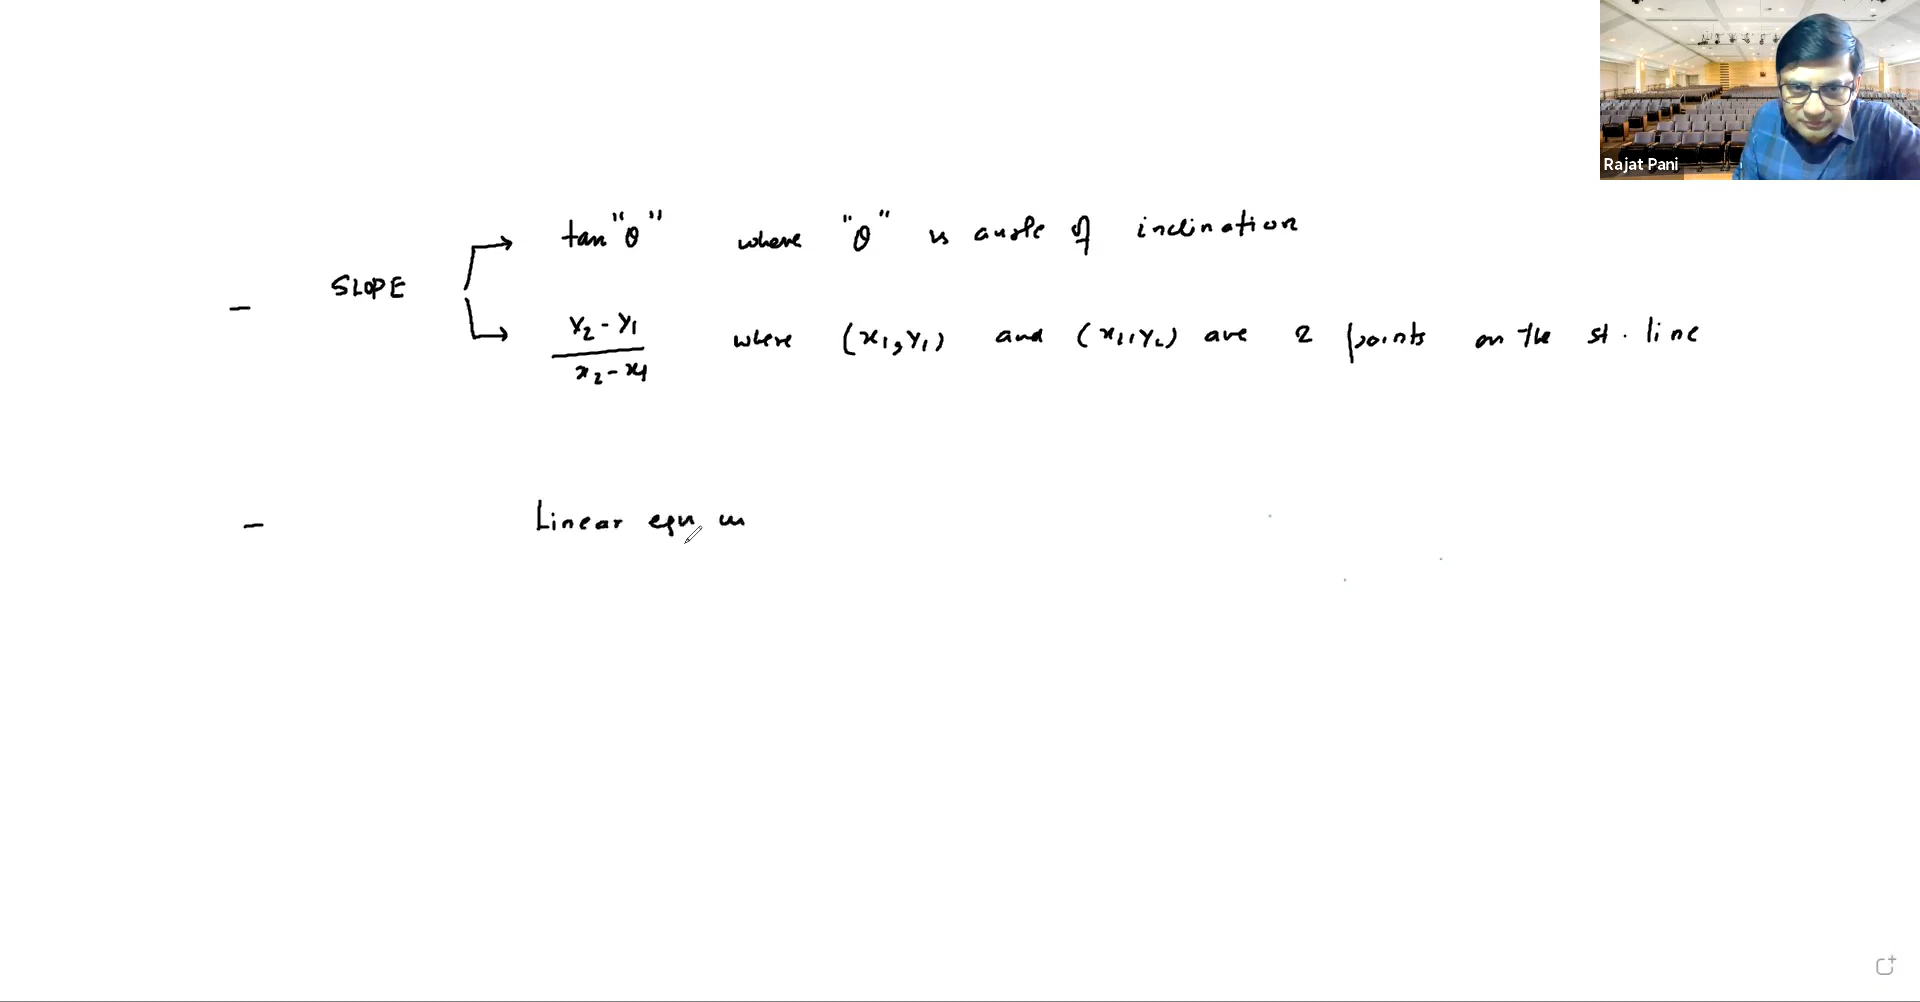 Rajat Pani
tan "θ" where "θ" is angle of inclination
— SLOPE
y₂ - y₁
x₂ - x₁
where (x₁, y₁) and (x₁, y₂) are 2 points on the st. line
— Linear eqn in